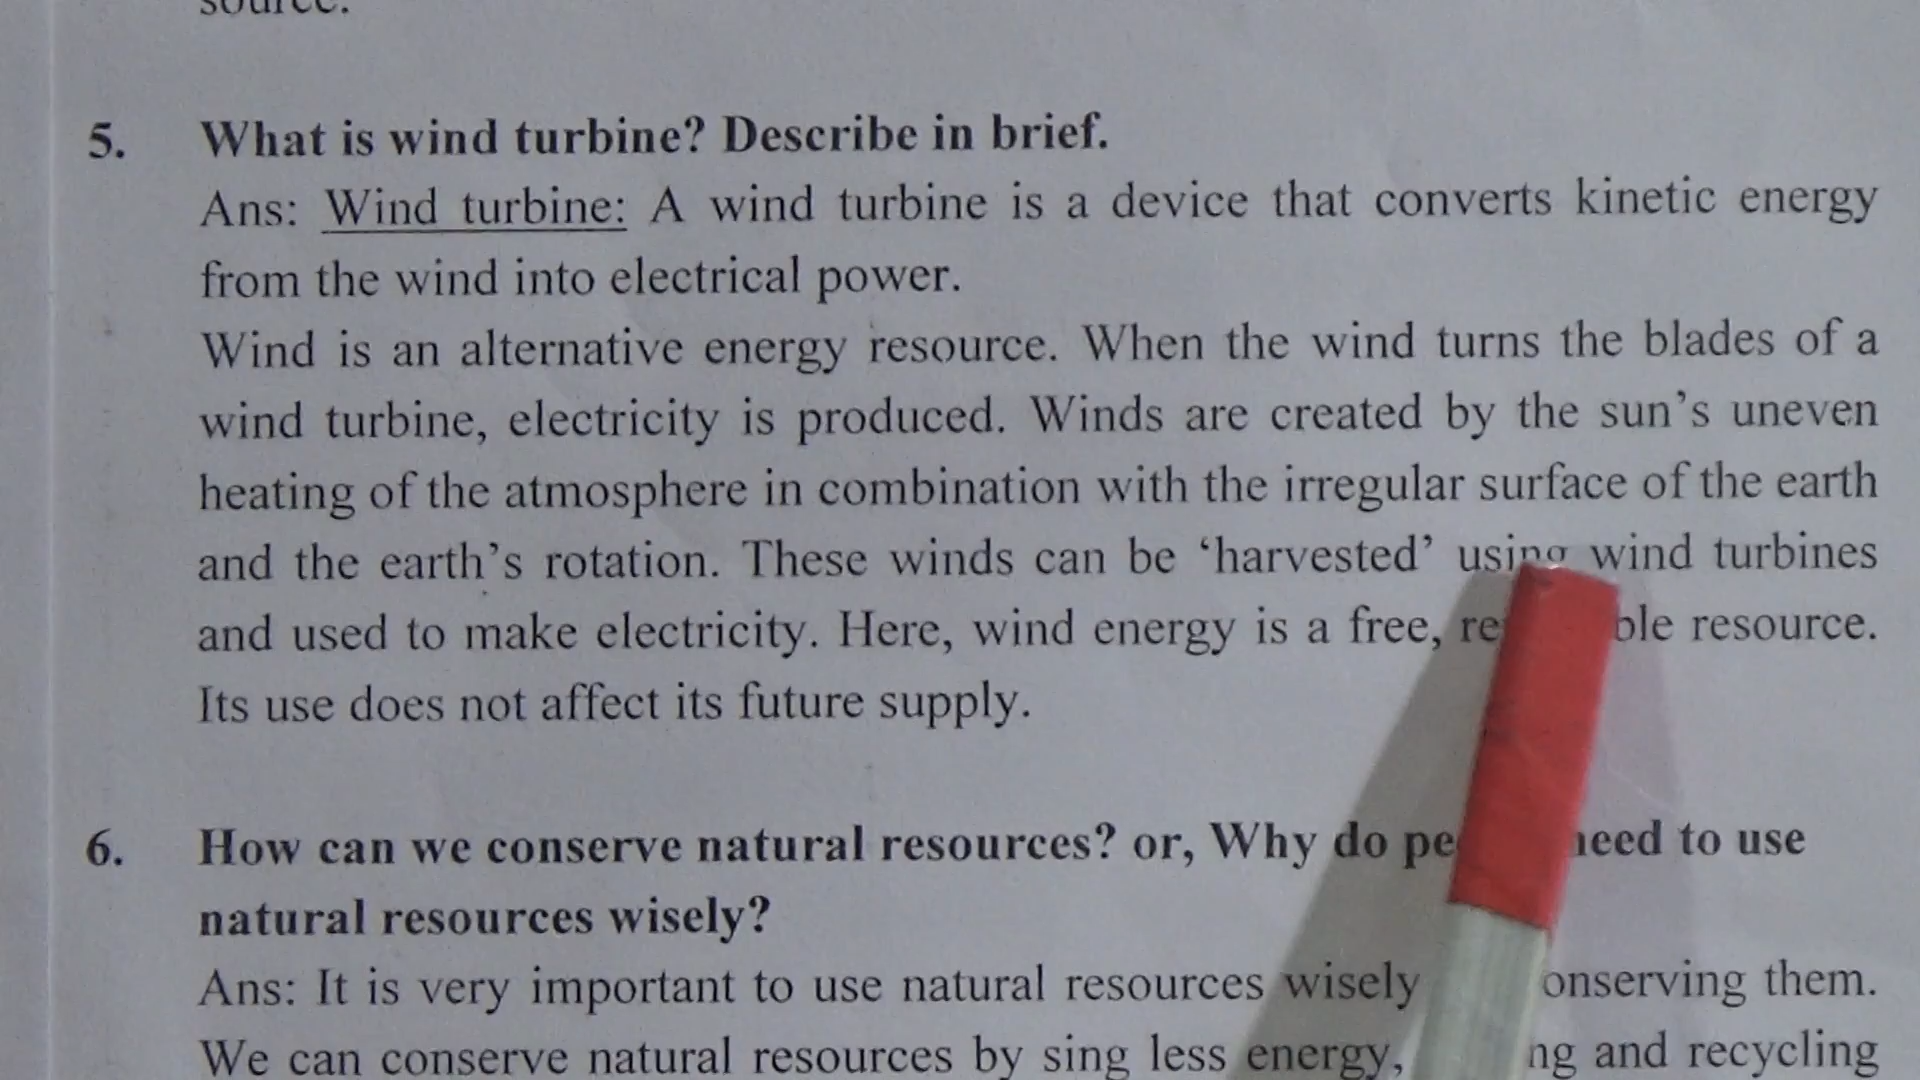 source.
5. What is wind turbine? Describe in brief.
Ans: Wind turbine: A wind turbine is a device that converts kinetic energy
from the wind into electrical power.
Wind is an alternative energy resource. When the wind turns the blades of a
wind turbine, electricity is produced. Winds are created by the sun’s uneven
heating of the atmosphere in combination with the irregular surface of the earth
and the earth’s rotation. These winds can be ‘harvested’ using wind turbines
and used to make electricity. Here, wind energy is a free, resource.
Its use does not affect its future supply.
6. How can we conserve natural resources? or, Why do need to use
natural resources wisely?
Ans: It is very important to use natural resources wisely onserving them.
We can conserve natural resources by sing less energy, and recycling